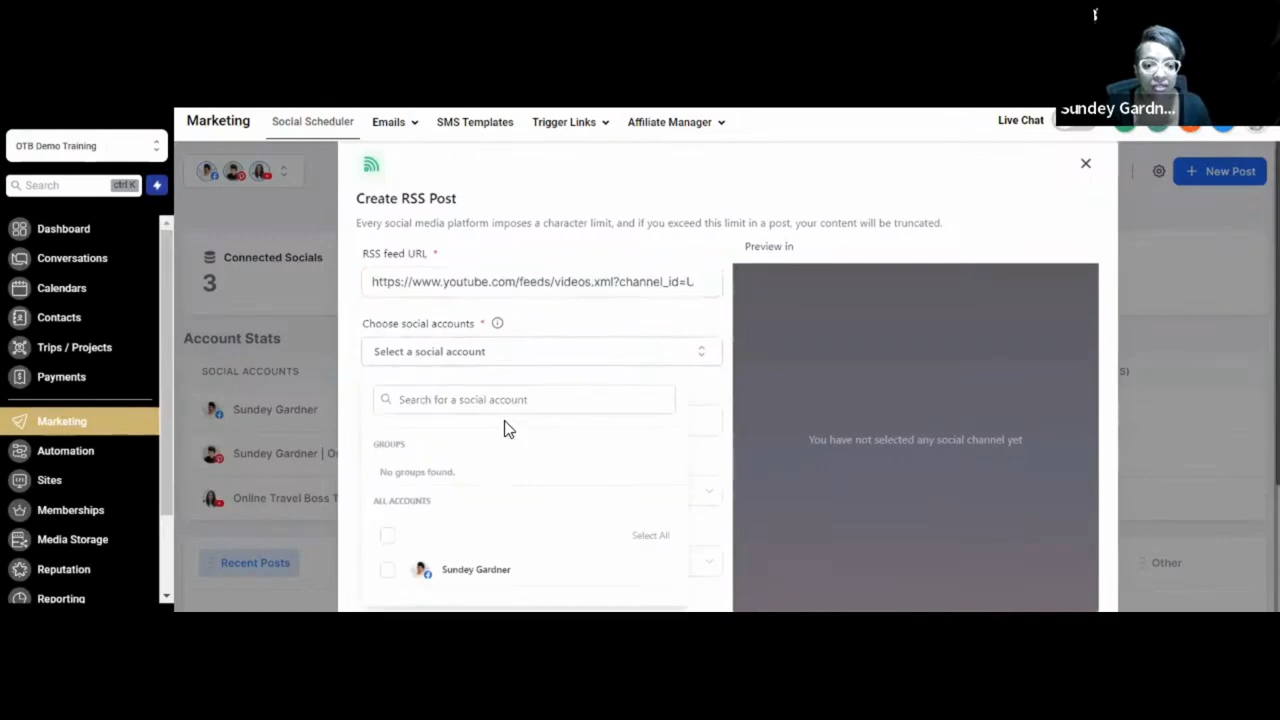 Sundey Gardn...
OTB Demo Training
Search ctrl K
Dashboard
Conversations
Calendars
Contacts
Trips / Projects
Payments
Marketing
Automation
Sites
Memberships
Media Storage
Reputation
Reporting
Marketing Social Scheduler Emails SMS Templates Trigger Links Affiliate Manager Live Chat
+ New Post
Connected Socials
3
Account Stats
SOCIAL ACCOUNTS
Sundey Gardner
Sundey Gardner | O
Online Travel Boss T
Recent Posts
Create RSS Post
Every social media platform imposes a character limit, and if you exceed this limit in a post, your content will be truncated.
RSS feed URL *
https://www.youtube.com/feeds/videos.xml?channel_id=U
Choose social accounts *
Select a social account
Search for a social account
GROUPS
No groups found.
ALL ACCOUNTS
Select All
Sundey Gardner
Preview in
You have not selected any social channel yet
S)
Other